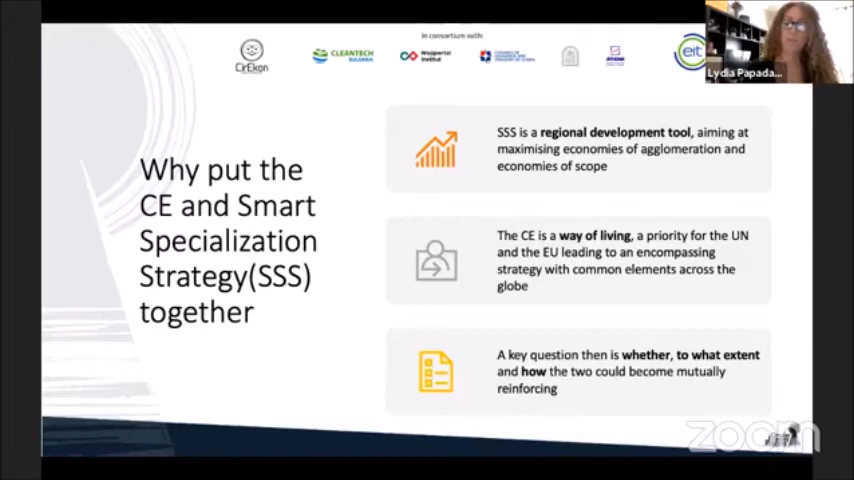 In consortium with:
CirEkon
CLEANTECH
BULGARIA
Wuppertal
Institut
eit
Lydia Papada...
Why put the
CE and Smart
Specialization
Strategy(SSS)
together
SSS is a regional development tool, aiming at
maximising economies of agglomeration and
economies of scope
The CE is a way of living, a priority for the UN
and the EU leading to an encompassing
strategy with common elements across the
globe
A key question then is whether, to what extent
and how the two could become mutually
reinforcing
zoom